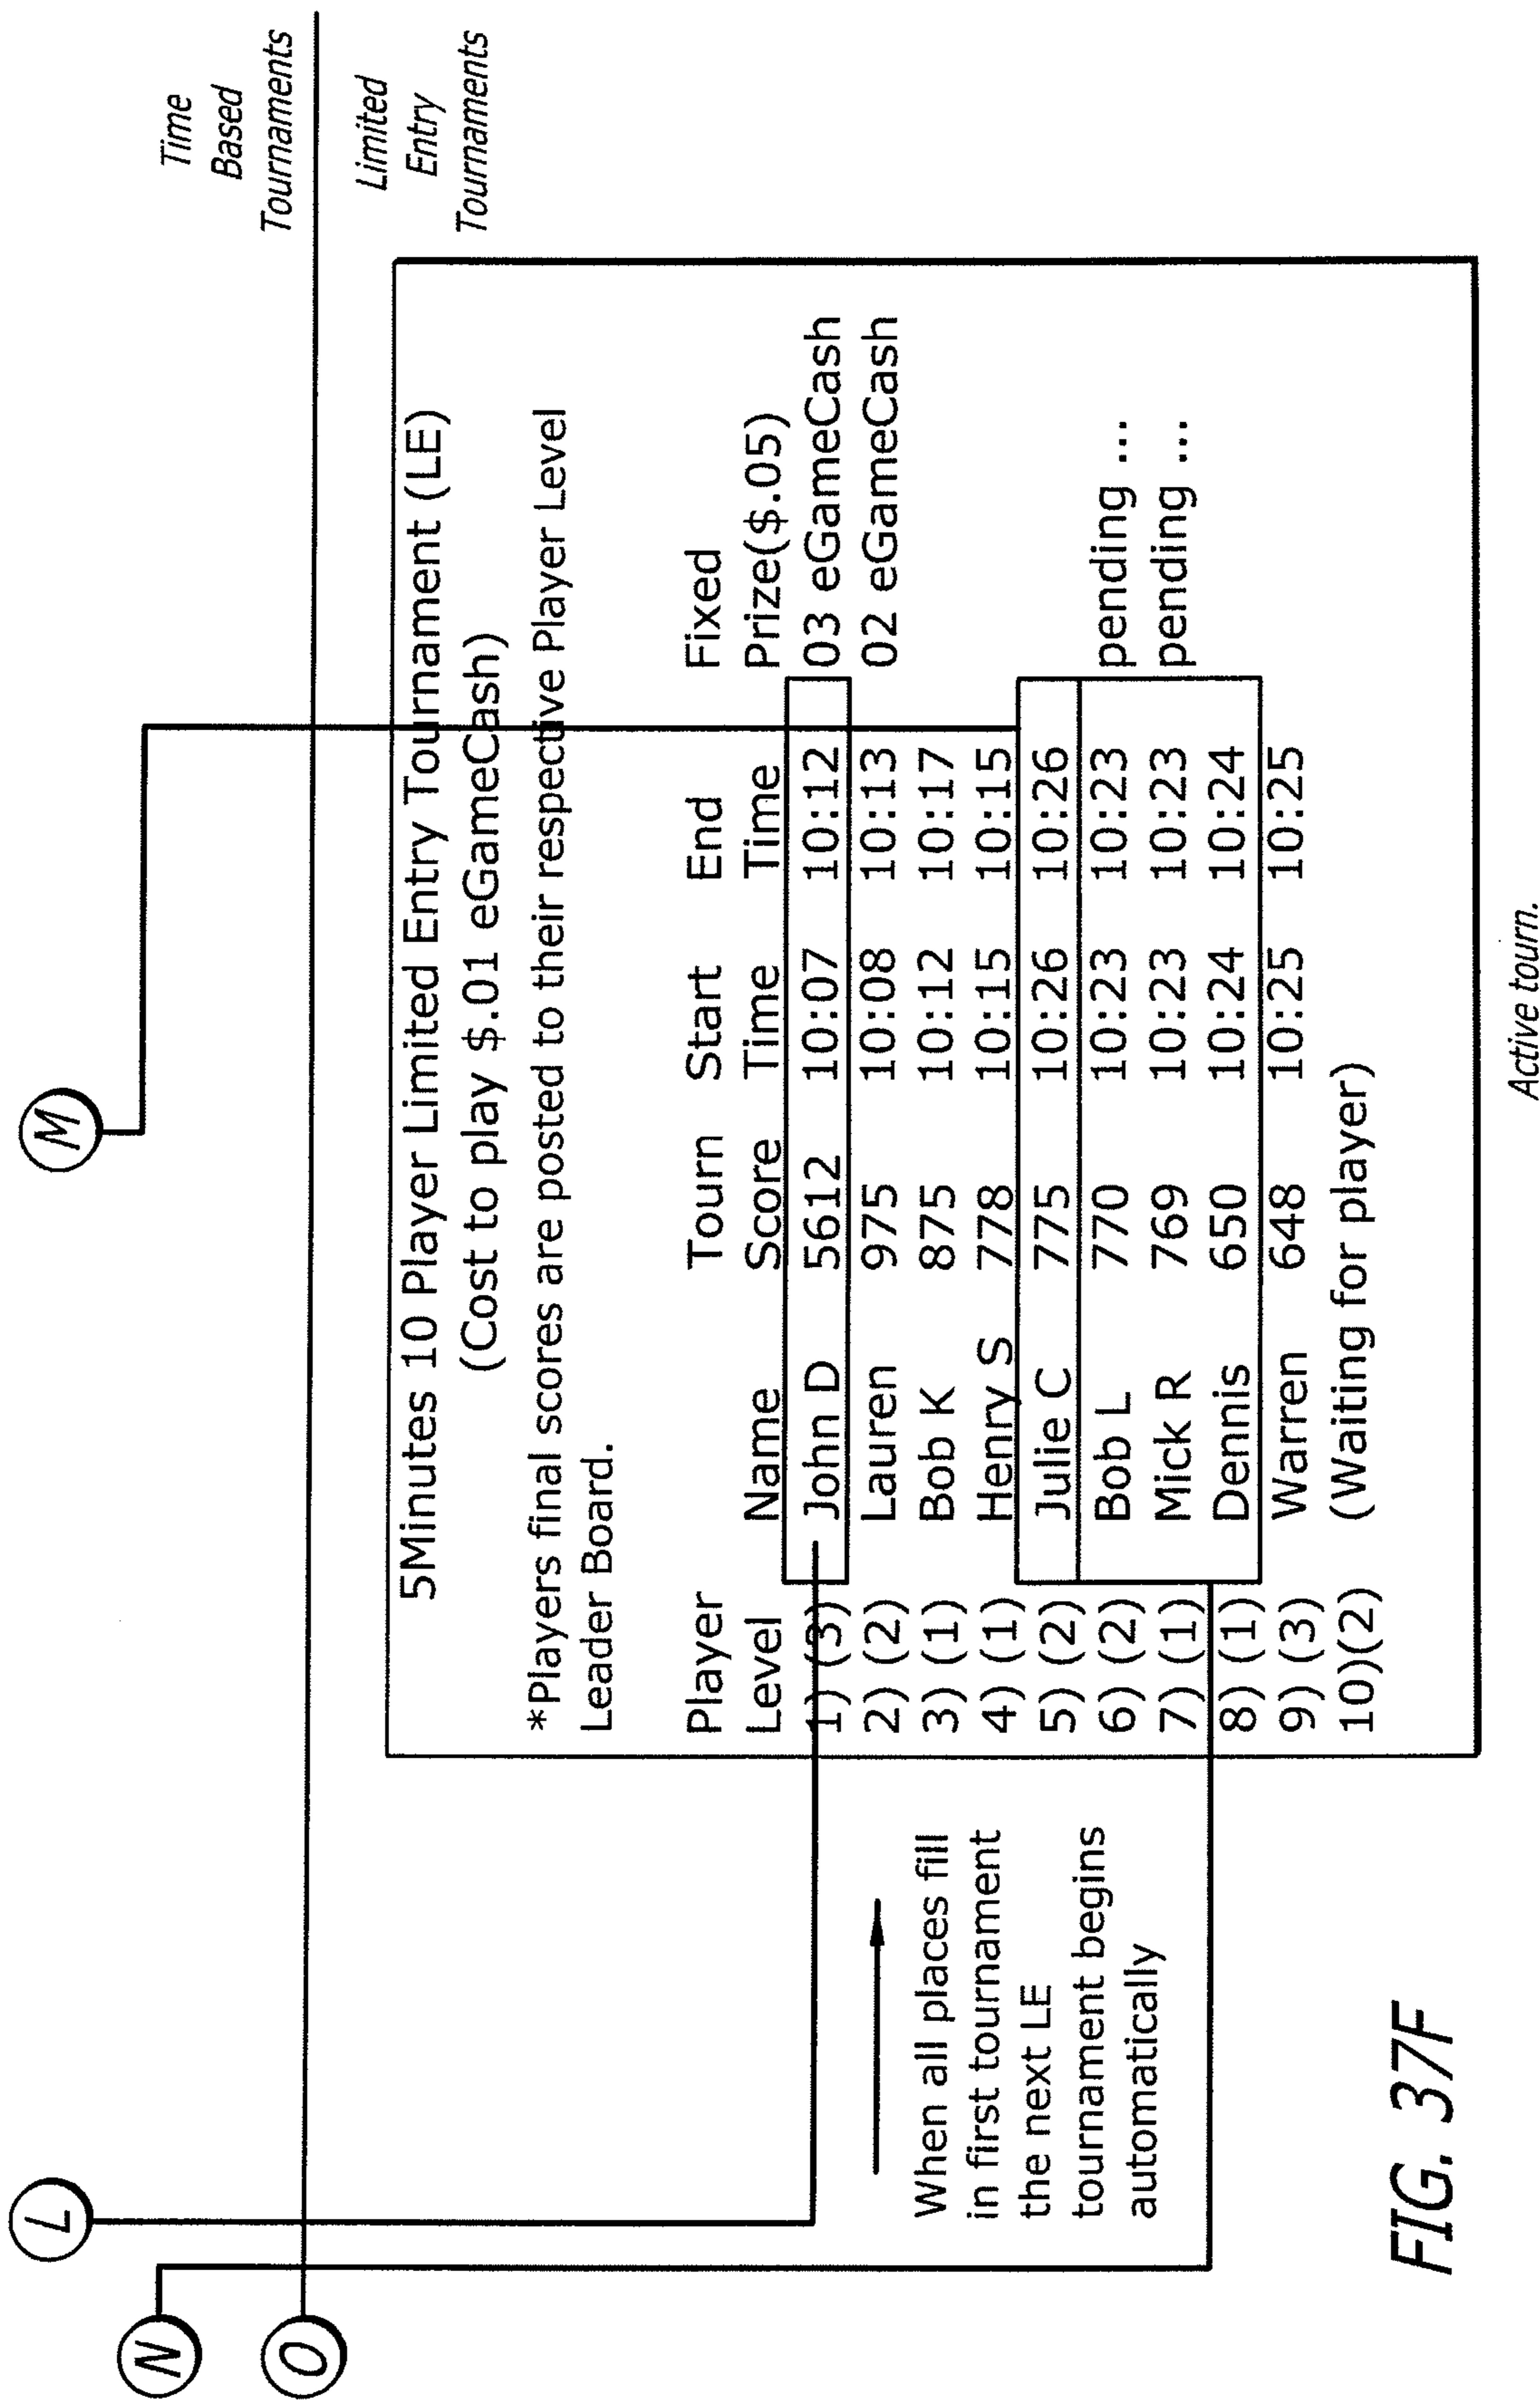 L
M
N
O
Time
Based
Tournaments
Limited
Entry
Tournaments
5Minutes 10 Player Limited Entry Tournament (LE)
(Cost to play $.01 eGameCash)
*Players final scores are posted to their respective Player Level
Leader Board.
Player Tourn Start End Fixed
Level Name Score Time Time Prize($.05)
1) (3) John D 5612 10:07 10:12 03 eGameCash
2) (2) Lauren 975 10:08 10:13 02 eGameCash
3) (1) Bob K 875 10:12 10:17
4) (1) Henry S 778 10:15 10:15
5) (2) Julie C 775 10:26 10:26
6) (2) Bob L 770 10:23 10:23 pending ...
7) (1) Mick R 769 10:23 10:23 pending ...
8) (1) Dennis 650 10:24 10:24
9) (3) Warren 648 10:25 10:25
10)(2) (Waiting for player)
When all places fill
in first tournament
the next LE
tournament begins
automatically
Active tourn.
FIG. 37F